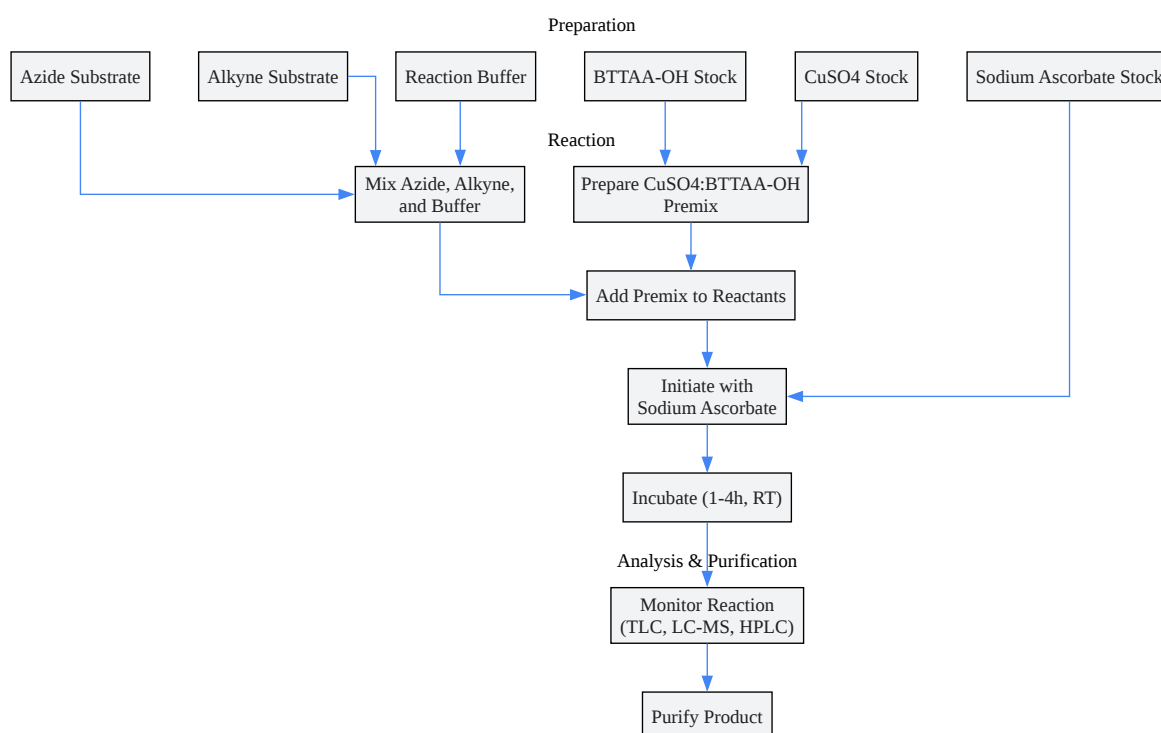 Preparation
Azide Substrate
Alkyne Substrate
Reaction Buffer
BTTAA-OH Stock
CuSO4 Stock
Sodium Ascorbate Stock
Reaction
Mix Azide, Alkyne,
and Buffer
Prepare CuSO4:BTTAA-OH
Premix
Add Premix to Reactants
Initiate with
Sodium Ascorbate
Incubate (1-4h, RT)
Analysis & Purification
Monitor Reaction
(TLC, LC-MS, HPLC)
Purify Product